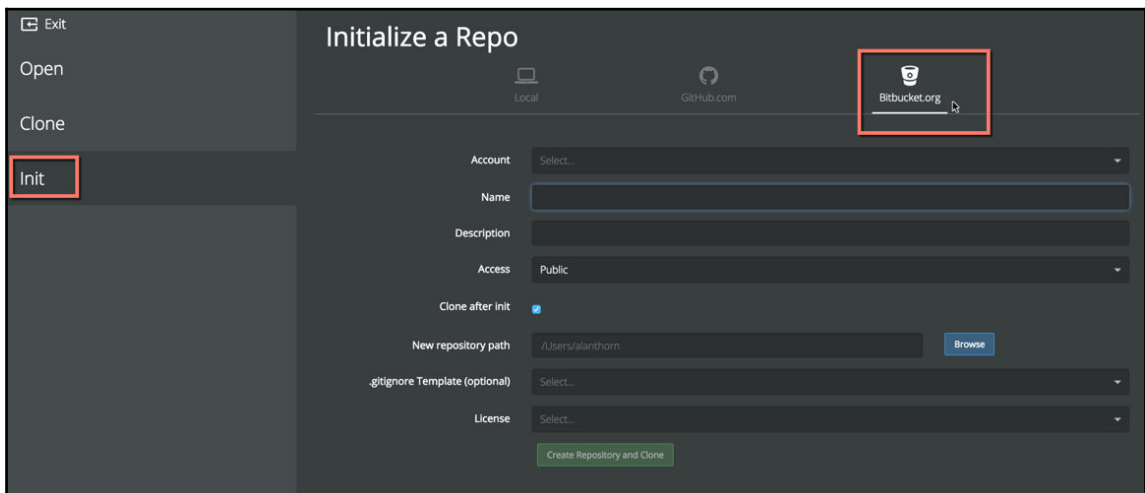 Exit
Open
Clone
Init
Initialize a Repo
Local
GitHub.com
Bitbucket.org
Account
Select...
Name
Description
Access
Public
Clone after init
New repository path
/Users/alanthorn
Browse
.gitignore Template (optional)
Select...
License
Select...
Create Repository and Clone